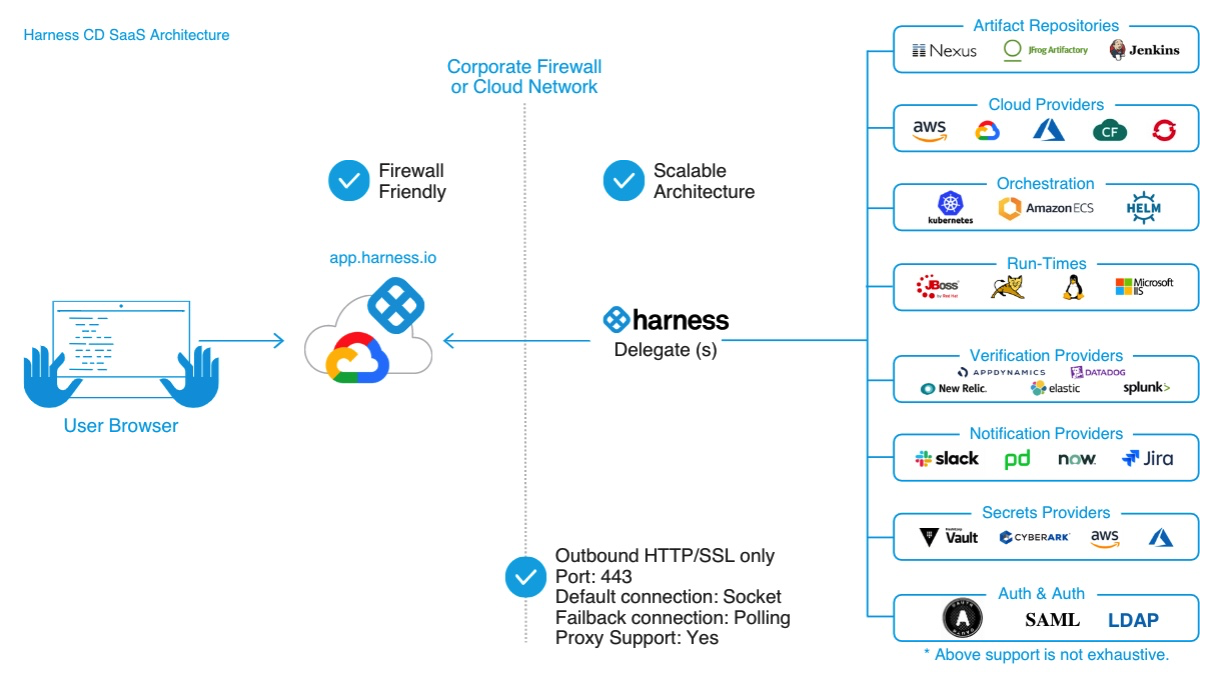 Harness CD SaaS Architecture
Corporate Firewall
or Cloud Network
Firewall
Friendly
Scalable
Architecture
app.harness.io
User Browser
harness
Delegate (s)
Outbound HTTP/SSL only
Port: 443
Default connection: Socket
Failback connection: Polling
Proxy Support: Yes
Artifact Repositories
Nexus
JFrog Artifactory
Jenkins
Cloud Providers
aws
CF
Orchestration
kubernetes
Amazon ECS
HELM
Run-Times
JBoss
by Red Hat
Microsoft
IIS
Verification Providers
APPDYNAMICS
DATADOG
New Relic.
elastic
splunk>
Notification Providers
slack
pd
now.
Jira
Secrets Providers
HashiCorp
Vault
CYBERARK
aws
Auth & Auth
A
SAML
LDAP
* Above support is not exhaustive.